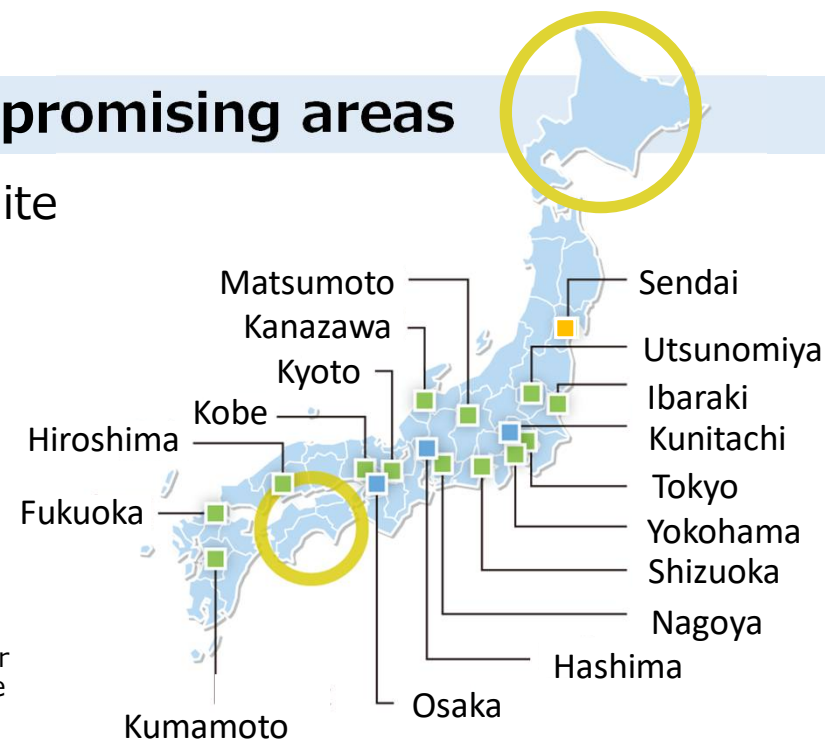 promising areas
ite
Matsumoto
Sendai
Kanazawa
Utsunomiya
Kyoto
Ibaraki
Kobe
Kunitachi
Hiroshima
Tokyo
Fukuoka
Yokohama
Shizuoka
Nagoya
r
e
Hashima
Osaka
Kumamoto